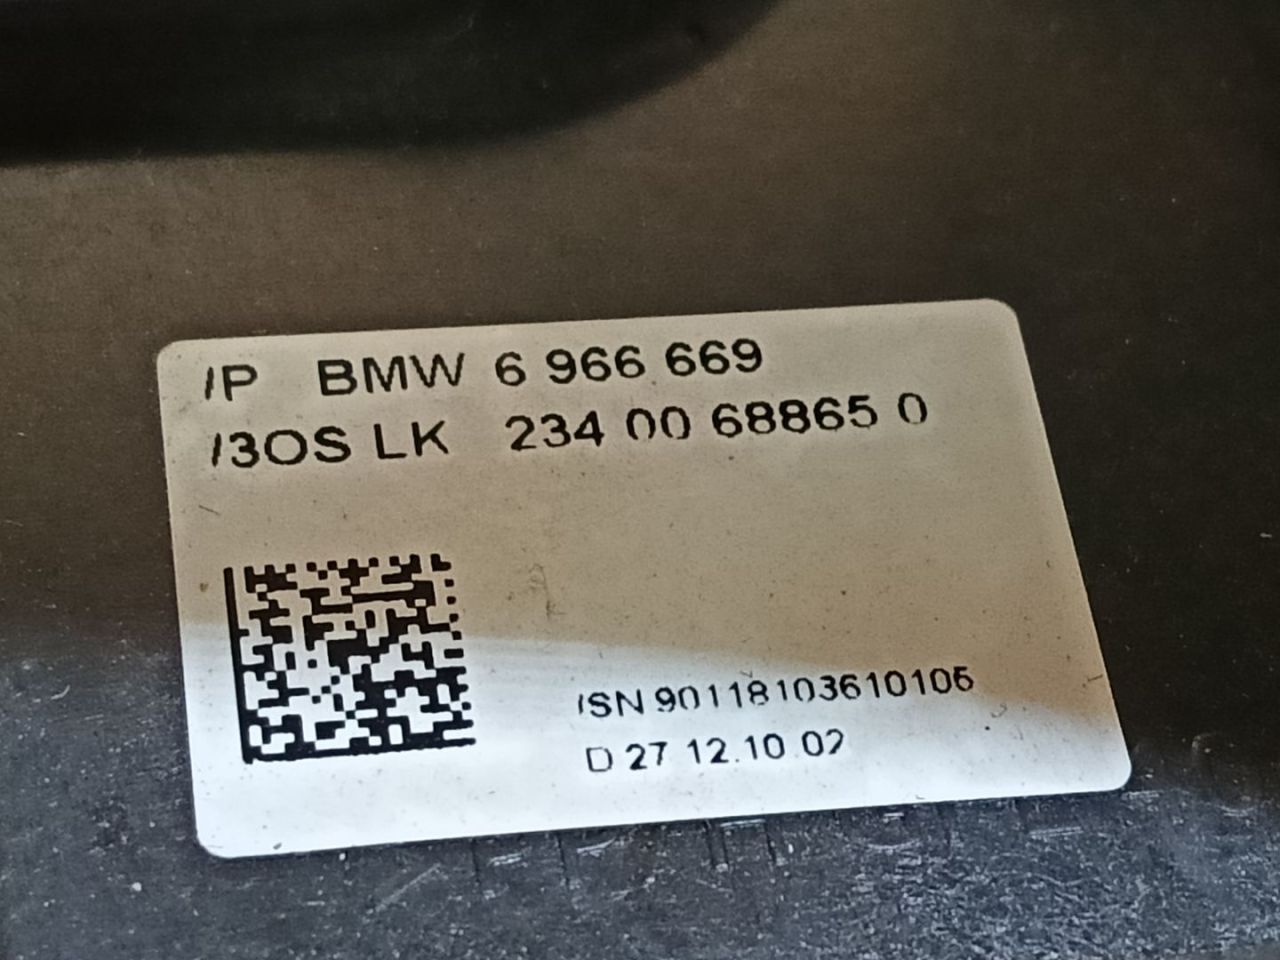 /P BMW 6 966 669
/3OS LK 234 00 68865 0
/SN 90118103610106
D 27 12.10 02